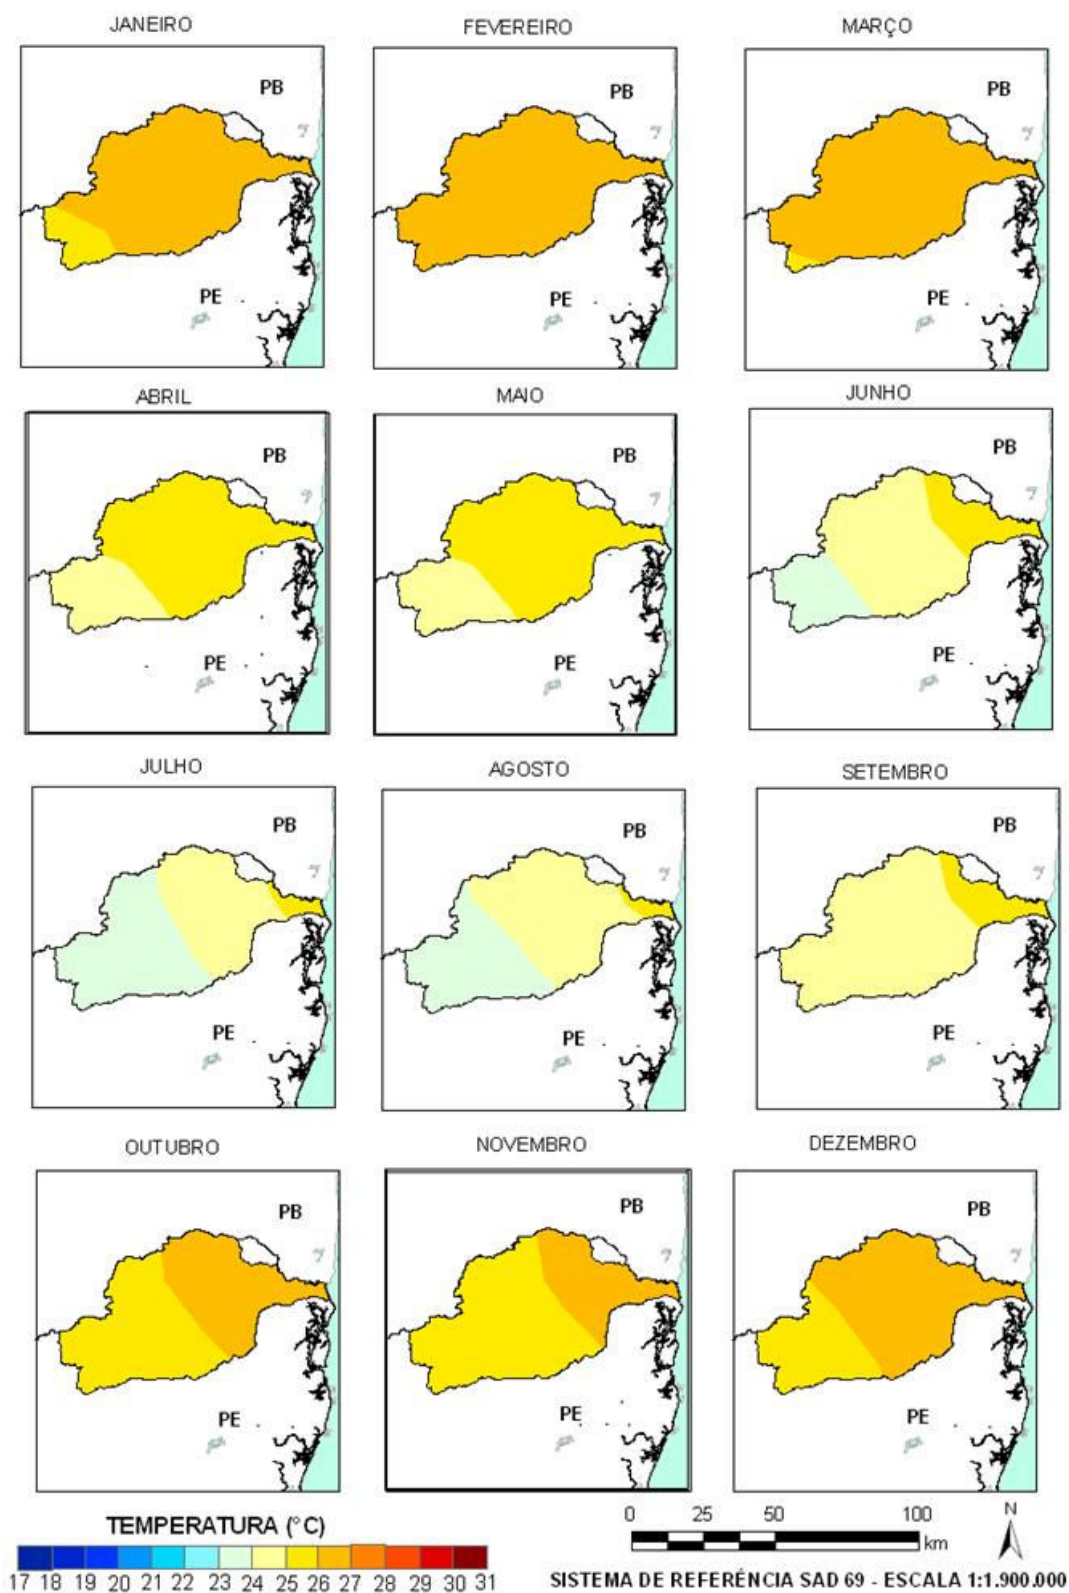 JANEIRO FEVEREIRO MARÇO
PB PB PB
PE PE PE
ABRIL MAIO JUNHO
PB PB PB
PE PE PE
JULHO AGOSTO SETEMBRO
PB PB PB
PE PE PE
OUTUBRO NOVEMBRO DEZEMBRO
PB PB PB
PE PE PE
TEMPERATURA (°C)
17 18 19 20 21 22 23 24 25 26 27 28 29 30 31
0 25 50 100
km
N
SISTEMA DE REFERÊNCIA SAD 69 - ESCALA 1:1.900.000